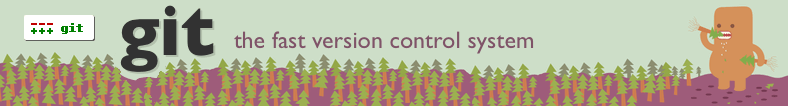 --- git
+++
git
the fast version control system